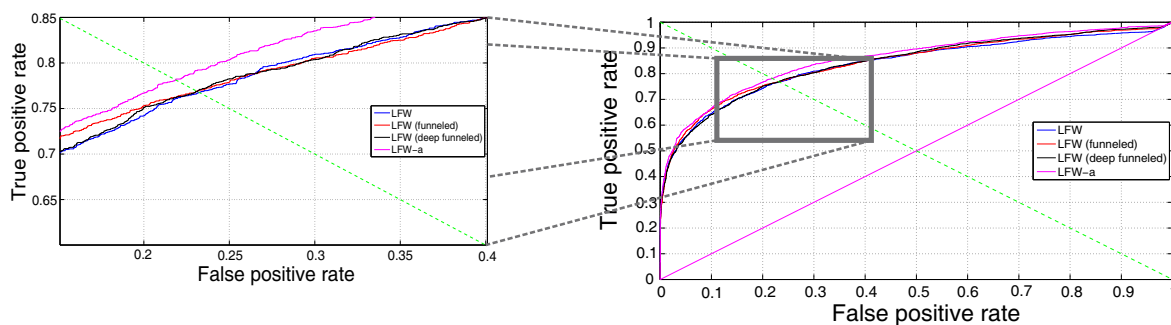 0.85
0.8
0.75
0.7
0.65
0.2
0.25
0.3
0.35
0.4
True positive rate
False positive rate
LFW
LFW (funneled)
LFW (deep funneled)
LFW-a
1
0.9
0.8
0.7
0.6
0.5
0.4
0.3
0.2
0.1
0
0
0.1
0.2
0.3
0.4
0.5
0.6
0.7
0.8
0.9
True positive rate
False positive rate
LFW
LFW (funneled)
LFW (deep funneled)
LFW-a